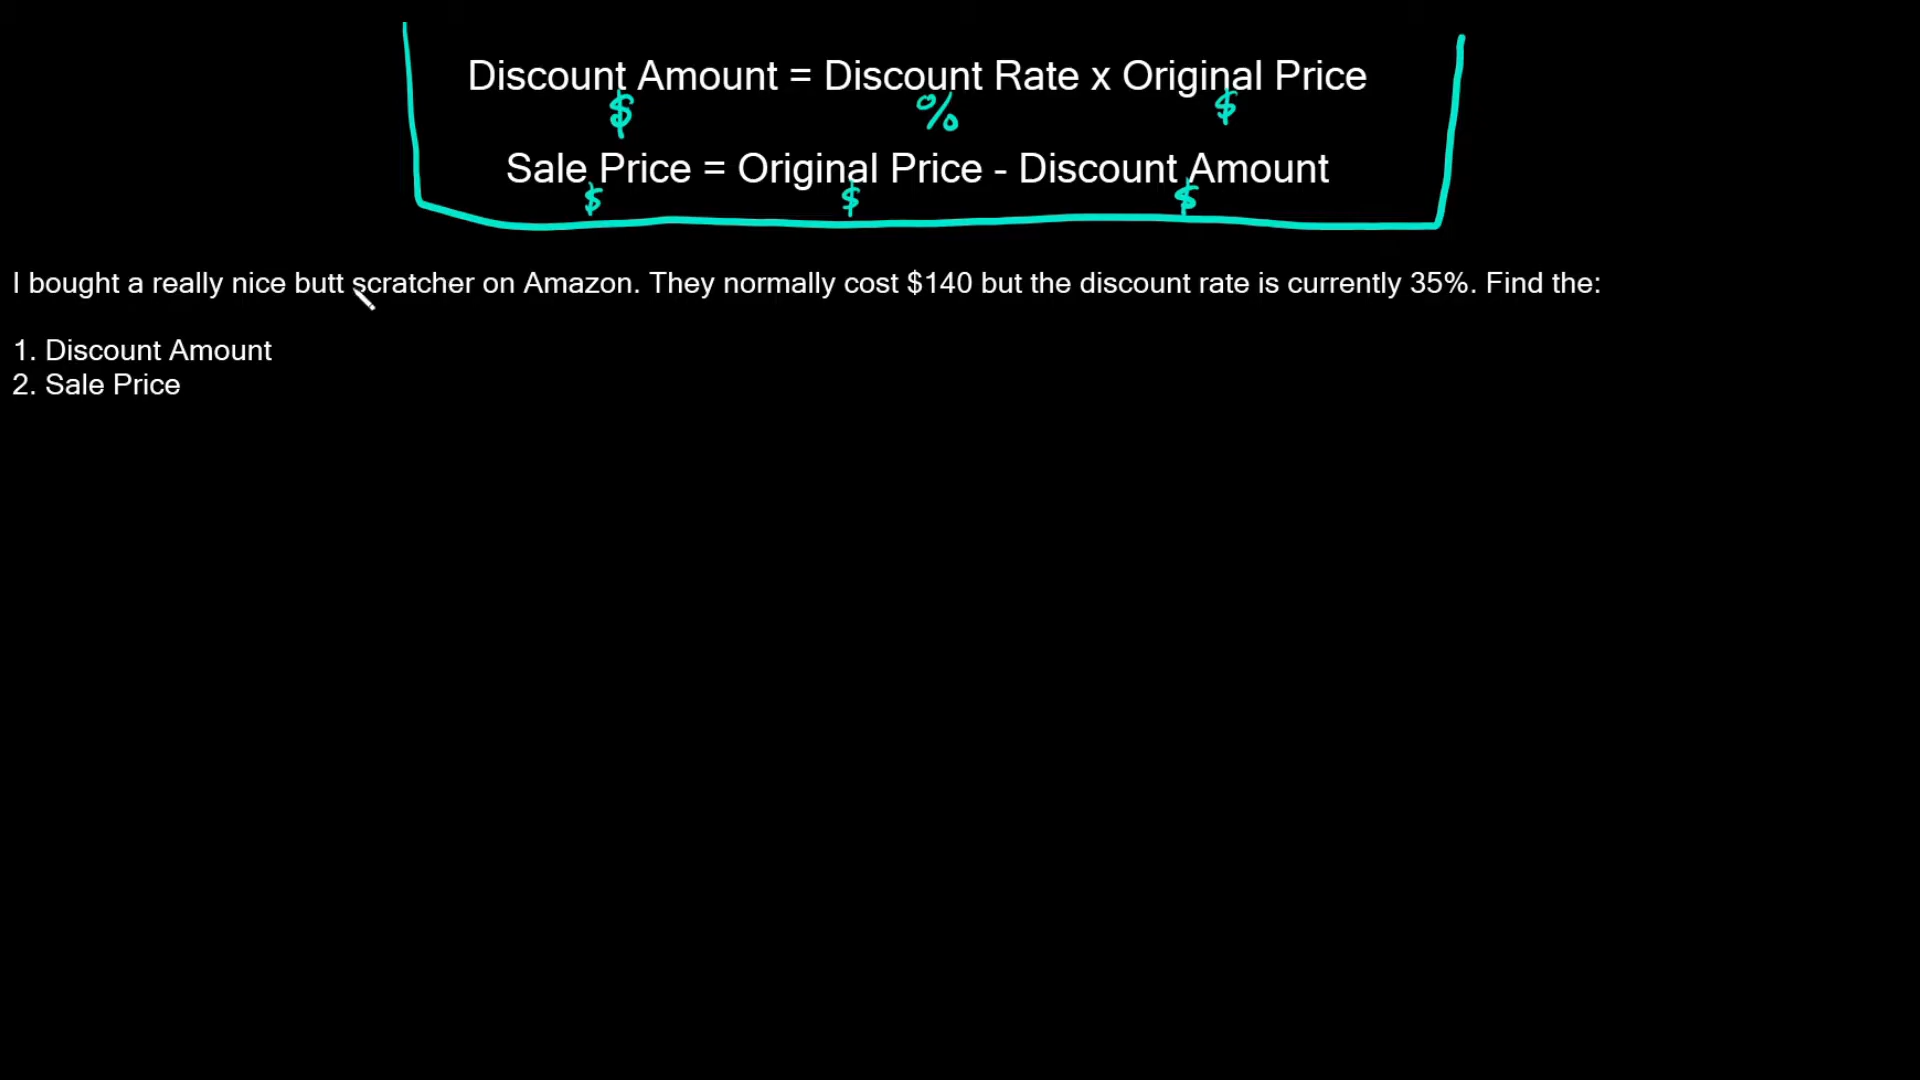 Discount Amount = Discount Rate x Original Price
$ % $
Sale Price = Original Price - Discount Amount
$ $ $
I bought a really nice butt scratcher on Amazon. They normally cost $140 but the discount rate is currently 35%. Find the:
1. Discount Amount
2. Sale Price